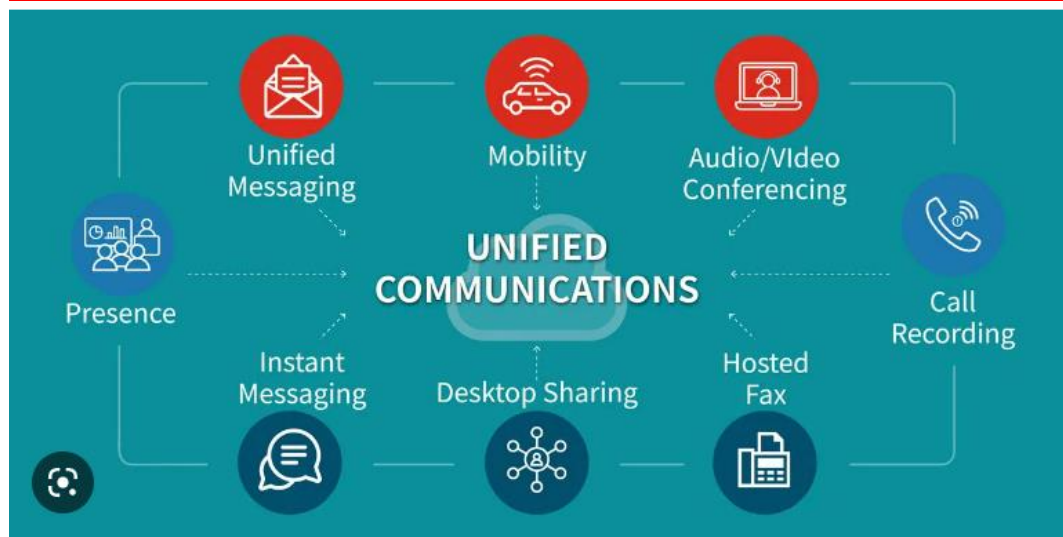 Unified
Messaging
Mobility
Audio/VIdeo
Conferencing
Presence
UNIFIED
COMMUNICATIONS
Call
Recording
Instant
Messaging
Desktop Sharing
Hosted
Fax